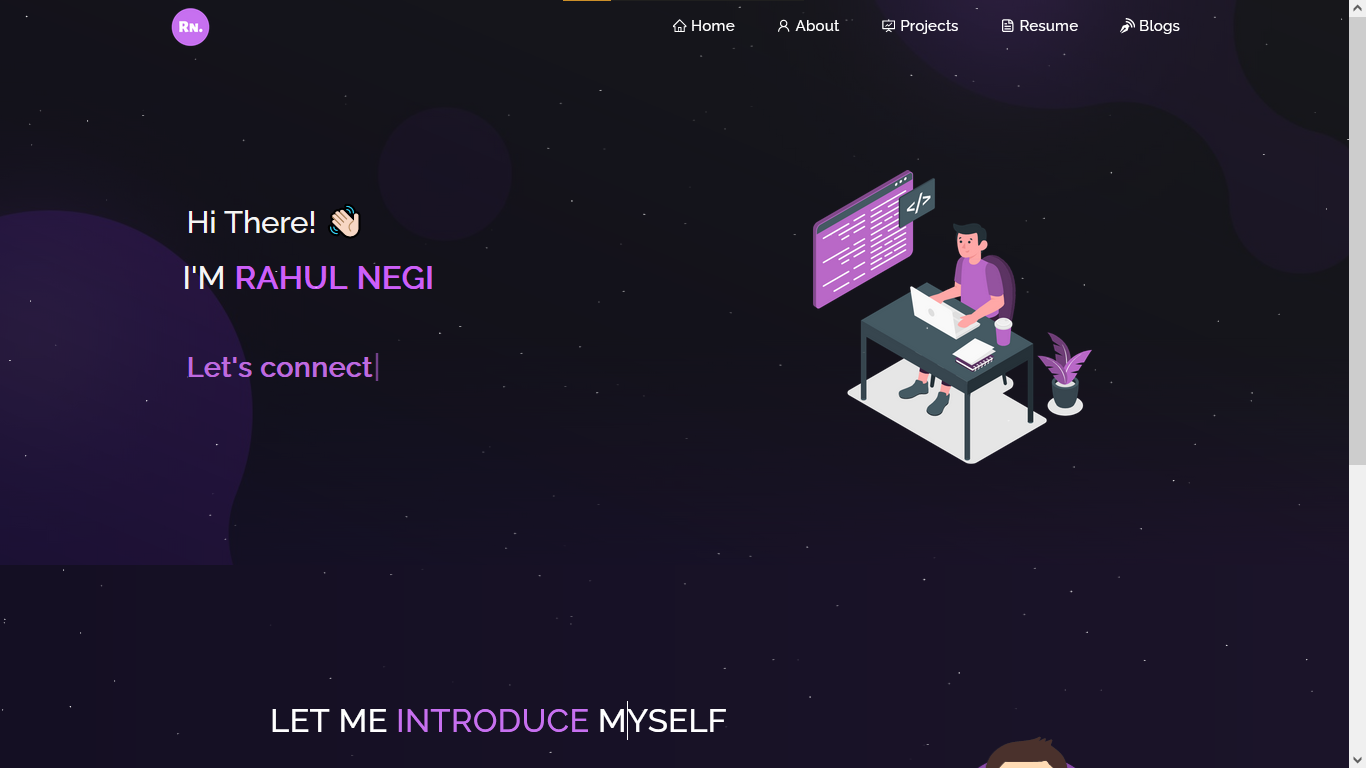 RN.
Home About Projects Resume Blogs
</>
Hi There! 👋🏻
I'M RAHUL NEGI
Let's connect|
LET ME INTRODUCE MYSELF